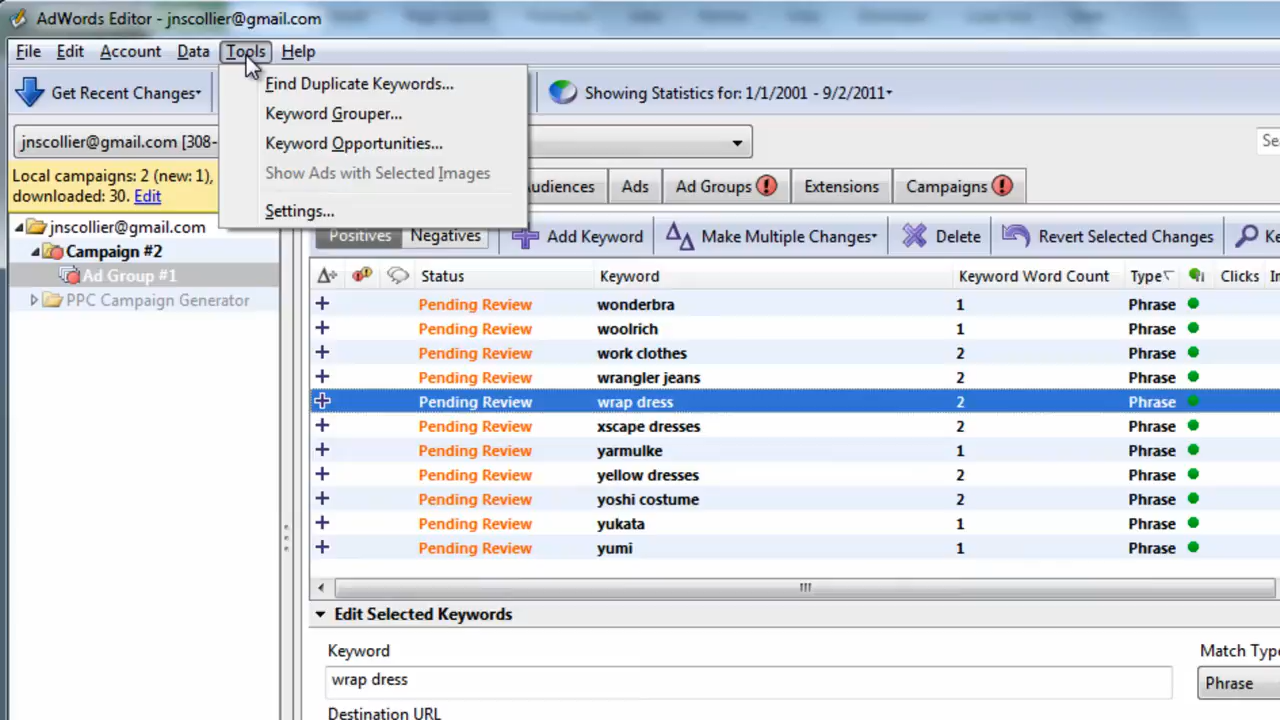 AdWords Editor - jnscollier@gmail.com
File Edit Account Data Tools Help
Get Recent Changes
Find Duplicate Keywords...
Keyword Grouper...
Keyword Opportunities...
Show Ads with Selected Images
Settings...
Showing Statistics for: 1/1/2001 - 9/2/2011
jnscollier@gmail.com [308-
Local campaigns: 2 (new: 1),
downloaded: 30. Edit
jnscollier@gmail.com
Campaign #2
Ad Group #1
PPC Campaign Generator
udiences Ads Ad Groups Extensions Campaigns
Positives Negatives Add Keyword Make Multiple Changes Delete Revert Selected Changes Ke
Status Keyword Keyword Word Count Type Clicks
Pending Review wonderbra 1 Phrase
Pending Review woolrich 1 Phrase
Pending Review work clothes 2 Phrase
Pending Review wrangler jeans 2 Phrase
Pending Review wrap dress 2 Phrase
Pending Review xscape dresses 2 Phrase
Pending Review yarmulke 1 Phrase
Pending Review yellow dresses 2 Phrase
Pending Review yoshi costume 2 Phrase
Pending Review yukata 1 Phrase
Pending Review yumi 1 Phrase
Edit Selected Keywords
Keyword
wrap dress
Match Type
Phrase
Destination URL